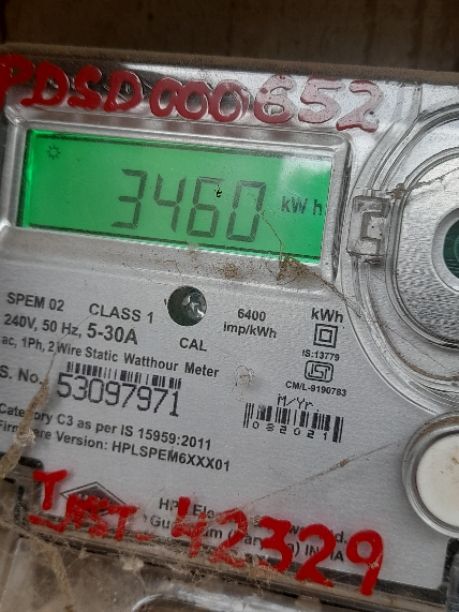 PDSD000652
3460 kWh
SPEM 02 CLASS 1 6400 imp/kWh kWh
240V, 50 Hz, 5-30A CAL IS:13779
ac, 1Ph, 2 Wire Static Watthour Meter CM/L-9190783
S. No. 53097971 M/Yr.
082021
Category C3 as per IS 15959:2011
Version: HPLSPEM6XXX01
INST-42329